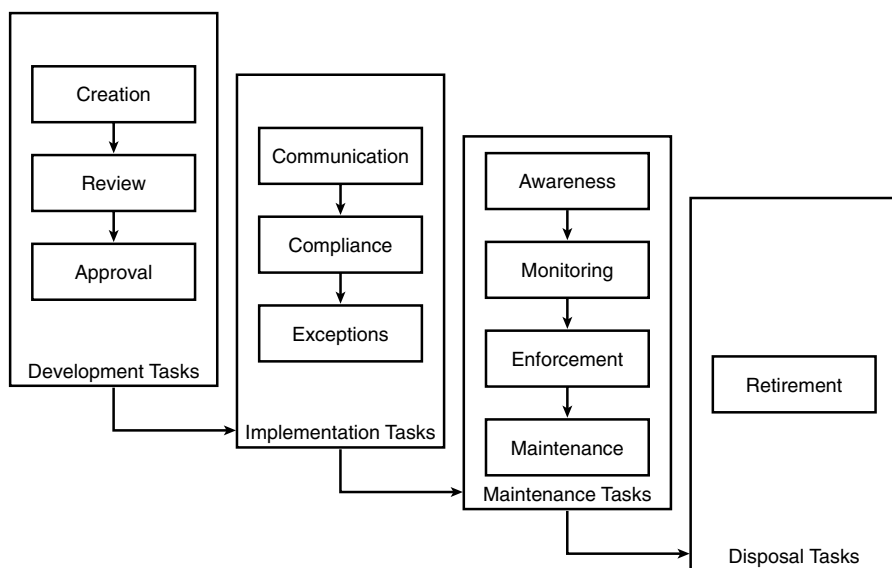 Creation
Review
Approval
Development Tasks
Communication
Compliance
Exceptions
Implementation Tasks
Awareness
Monitoring
Enforcement
Maintenance
Maintenance Tasks
Retirement
Disposal Tasks